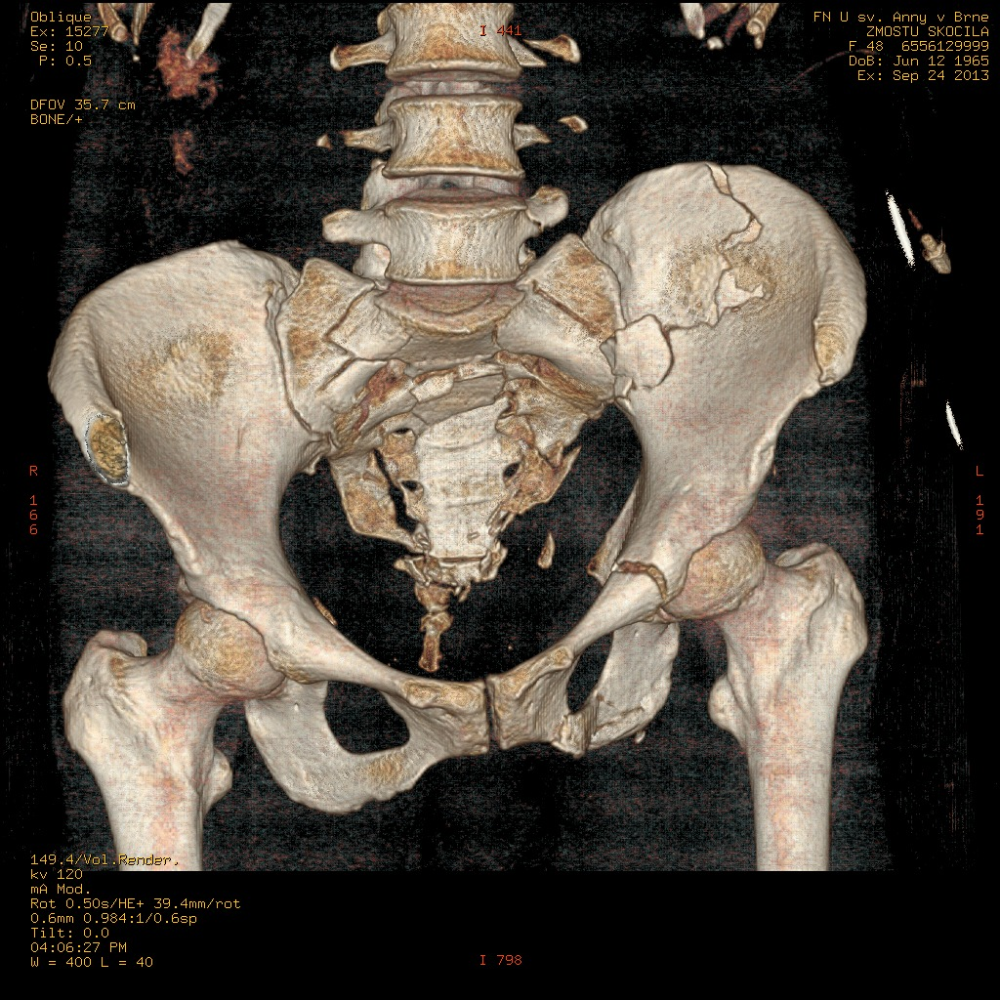 Oblique
Ex: 15277
Se: 10
P: 0.5
DFOV 35.7 cm
BONE/+
I 441
FN U sv. Anny v Brne
ZMOSTU SKOCILA
F 48 6556129999
DoB: Jun 12 1965
Ex: Sep 24 2013
R
166
L
191
149.4/Vol.Render.
kv 120
mA Mod.
Rot 0.50s/HE+ 39.4mm/rot
0.6mm 0.984:1/0.6sp
Tilt: 0.0
04:06:27 PM
W = 400 L = 40
I 798